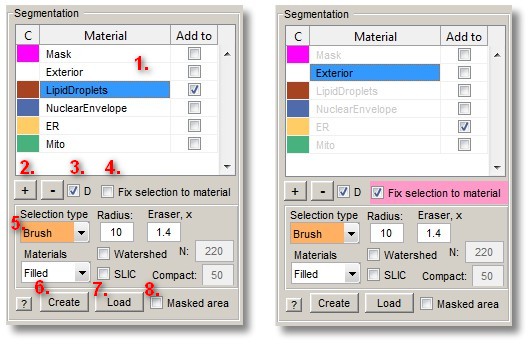 Segmentation
C Material Add to
Mask
1.
Exterior
LipidDroplets
NuclearEnvelope
ER
Mito
2. 3. 4.
+ - D Fix selection to material
5.
Selection type Radius: Eraser, x
Brush 10 1.4
Materials Watershed N: 220
Filled SLIC Compact: 50
6. 7. 8.
? Create Load Masked area
Segmentation
C Material Add to
Mask
Exterior
LipidDroplets
NuclearEnvelope
ER
Mito
+ - D Fix selection to material
Selection type Radius: Eraser, x
Brush 10 1.4
Materials Watershed N: 220
Filled SLIC Compact: 50
? Create Load Masked area